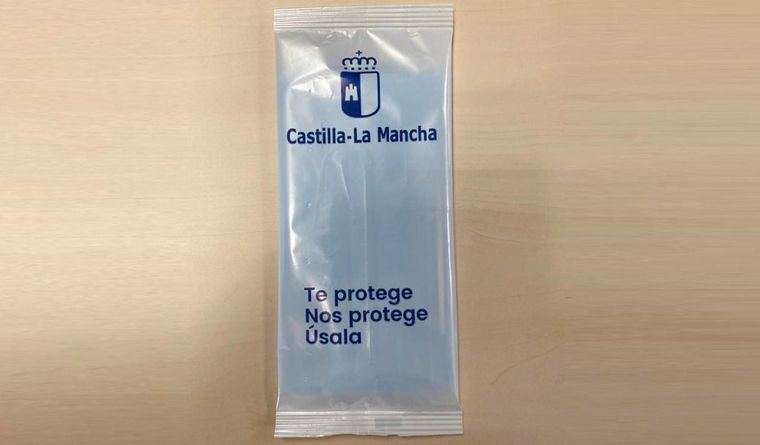 Castilla-La Mancha
Te protege
Nos protege
Úsala